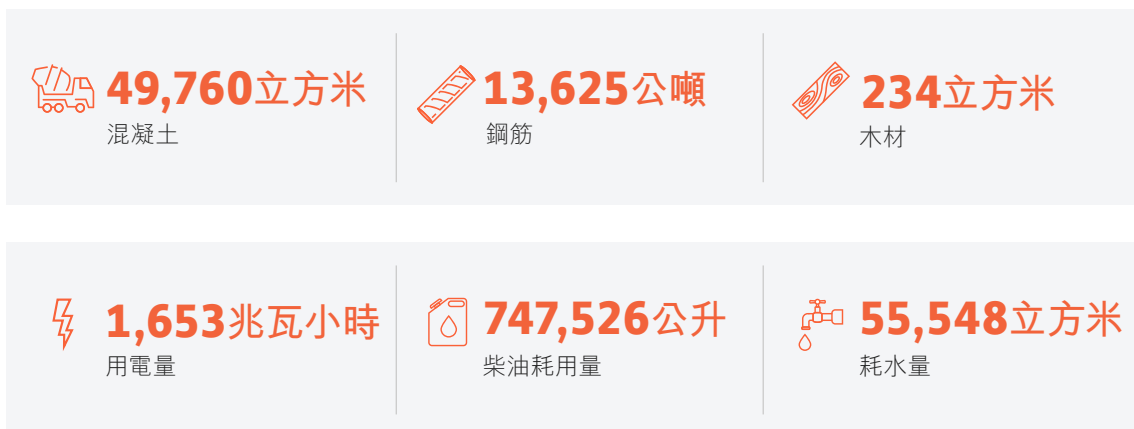 49,760立方米
混凝土
13,625公噸
鋼筋
234立方米
木材
1,653兆瓦小時
用電量
747,526公升
柴油耗用量
55,548立方米
耗水量